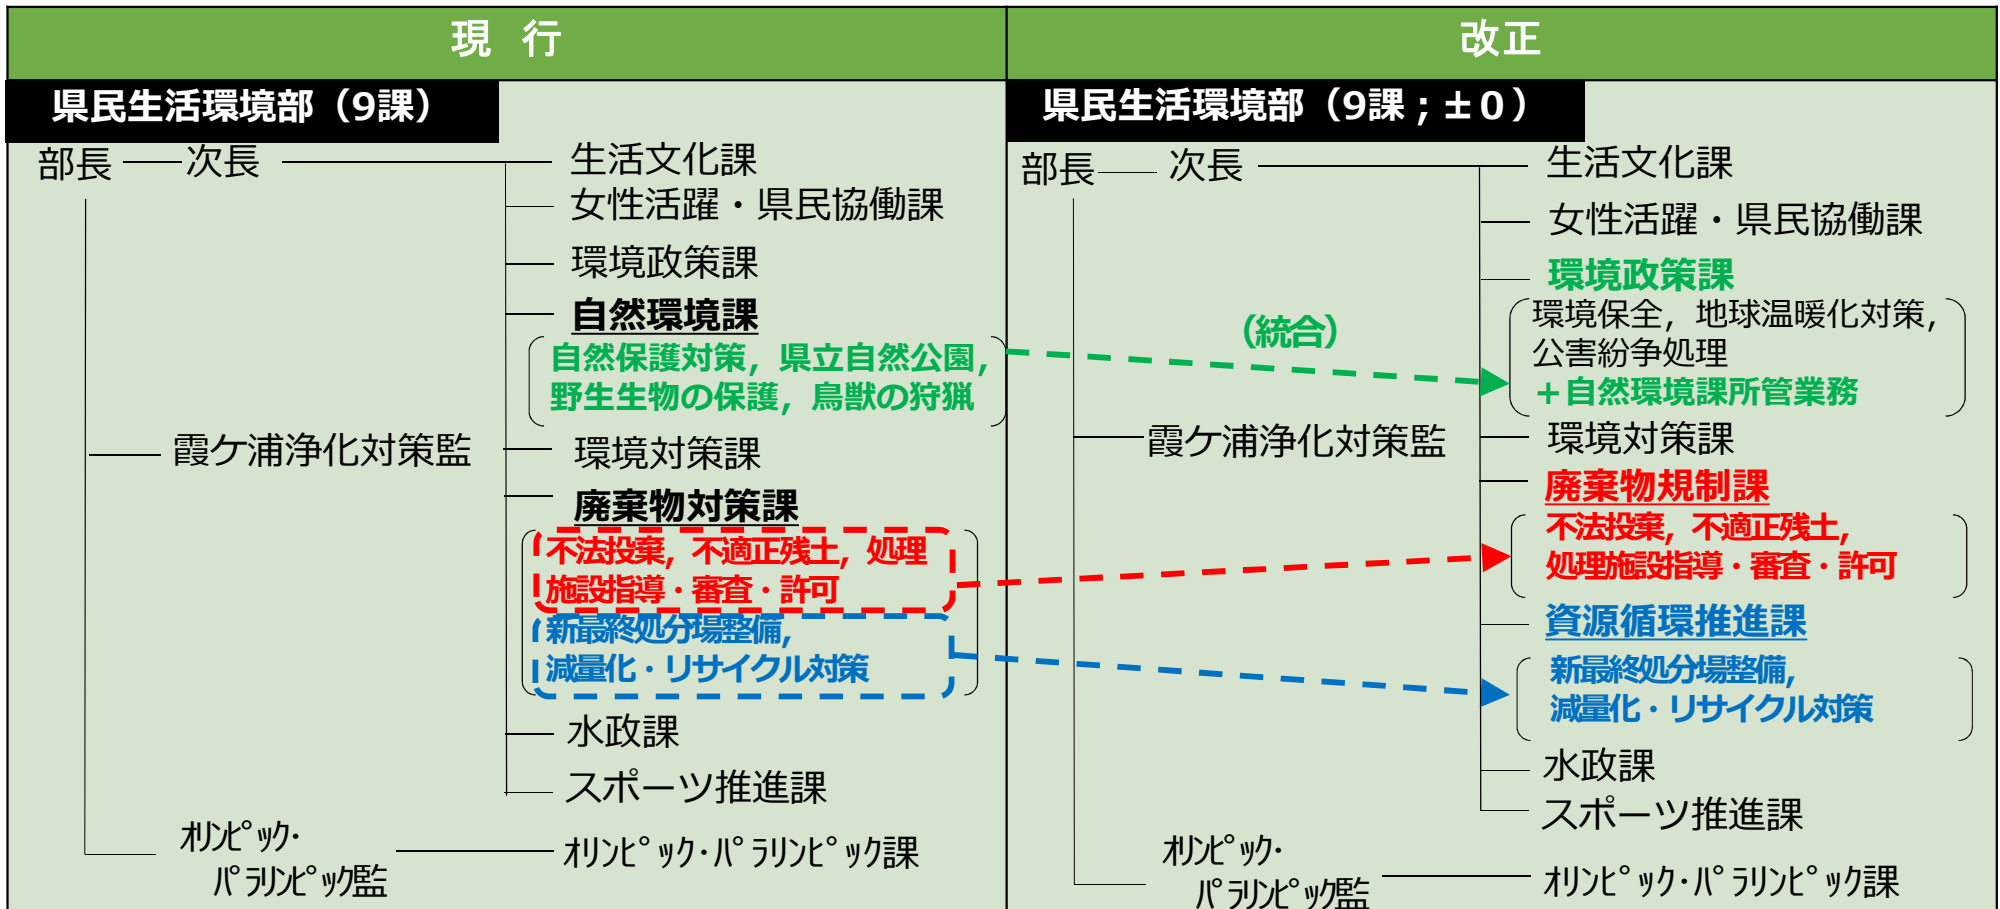 現 行
県民生活環境部（9課）
部長
次長
生活文化課
女性活躍・県民協働課
環境政策課
自然環境課
自然保護対策，県立自然公園，
野生生物の保護，鳥獣の狩猟
霞ケ浦浄化対策監
環境対策課
廃棄物対策課
不法投棄，不適正残土，処理
施設指導・審査・許可
新最終処分場整備，
減量化・リサイクル対策
水政課
スポーツ推進課
ｵﾘﾝﾋﾟｯｸ・
ﾊﾟﾗﾘﾝﾋﾟｯｸ監
ｵﾘﾝﾋﾟｯｸ・ﾊﾟﾗﾘﾝﾋﾟｯｸ課
改正
県民生活環境部（9課；±０）
部長
次長
生活文化課
女性活躍・県民協働課
環境政策課
（統合）
環境保全，地球温暖化対策，
公害紛争処理
＋自然環境課所管業務
霞ケ浦浄化対策監
環境対策課
廃棄物規制課
不法投棄，不適正残土，
処理施設指導・審査・許可
資源循環推進課
新最終処分場整備，
減量化・リサイクル対策
水政課
スポーツ推進課
ｵﾘﾝﾋﾟｯｸ・
ﾊﾟﾗﾘﾝﾋﾟｯｸ監
ｵﾘﾝﾋﾟｯｸ・ﾊﾟﾗﾘﾝﾋﾟｯｸ課